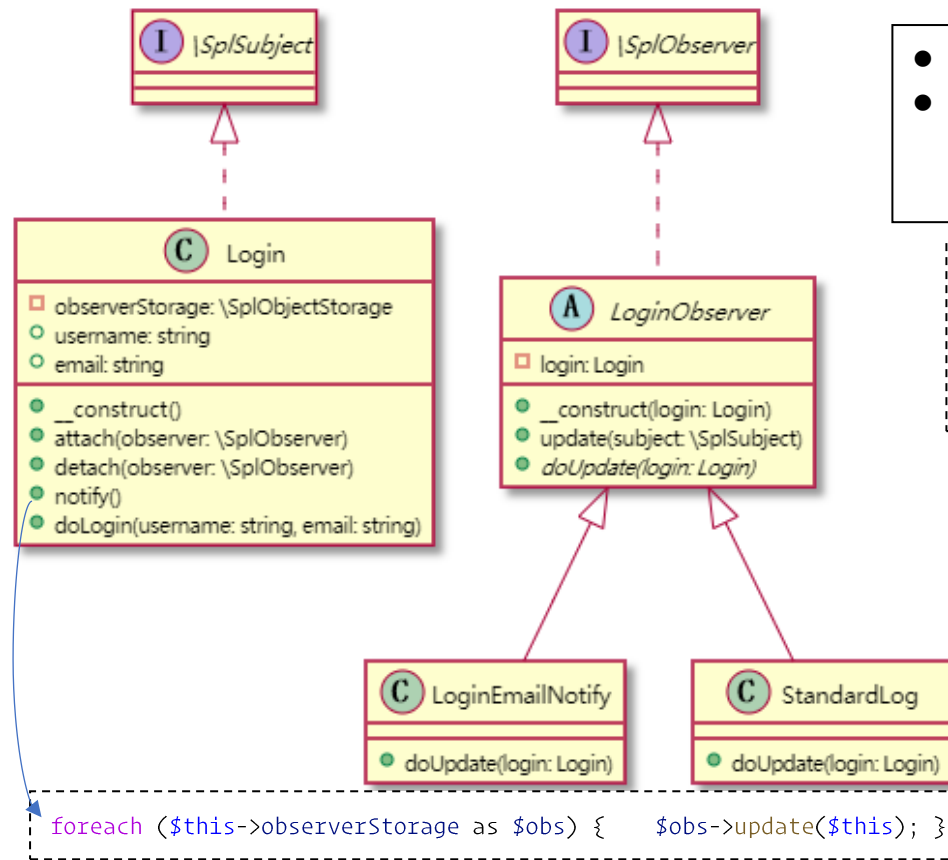 I \SplSubject
I \SplObserver
C Login
observerStorage: \SplObjectStorage
username: string
email: string
__construct()
attach(observer: \SplObserver)
detach(observer: \SplObserver)
notify()
doLogin(username: string, email: string)
A LoginObserver
login: Login
__construct(login: Login)
update(subject: \SplSubject)
doUpdate(login: Login)
C LoginEmailNotify
doUpdate(login: Login)
C StandardLog
doUpdate(login: Login)
foreach ($this->observerStorage as $obs) { $obs->update($this); }